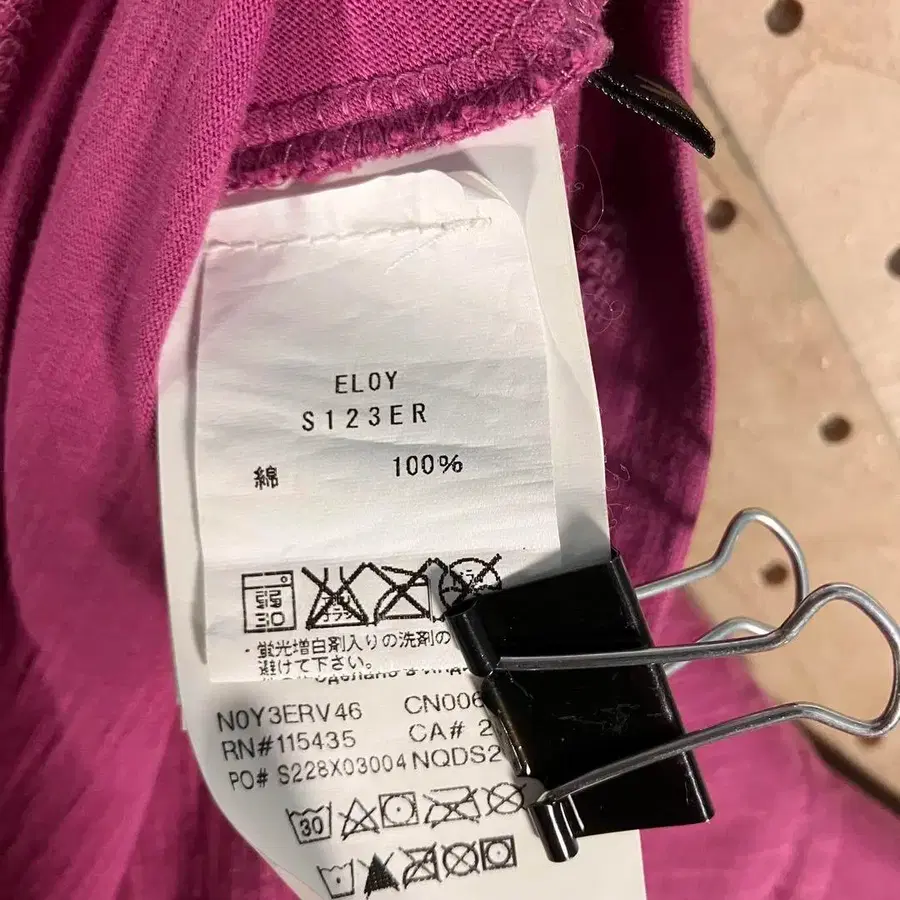 ELOY
S123ER
綿 100%
30
・蛍光増白剤入りの洗剤の
避けて下さい。
N0Y3ERV46 CN006
RN#115435 CA# 2
PO# S228X03004 NQDS2
30